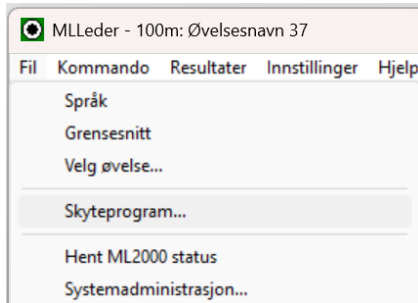 MLLeder - 100m: Øvelsesnavn 37
Fil Kommando Resultater Innstillinger Hjelp
Språk
Grensesnitt
Velg øvelse...
Skyteprogram...
Hent ML2000 status
Systemadministrasjon...